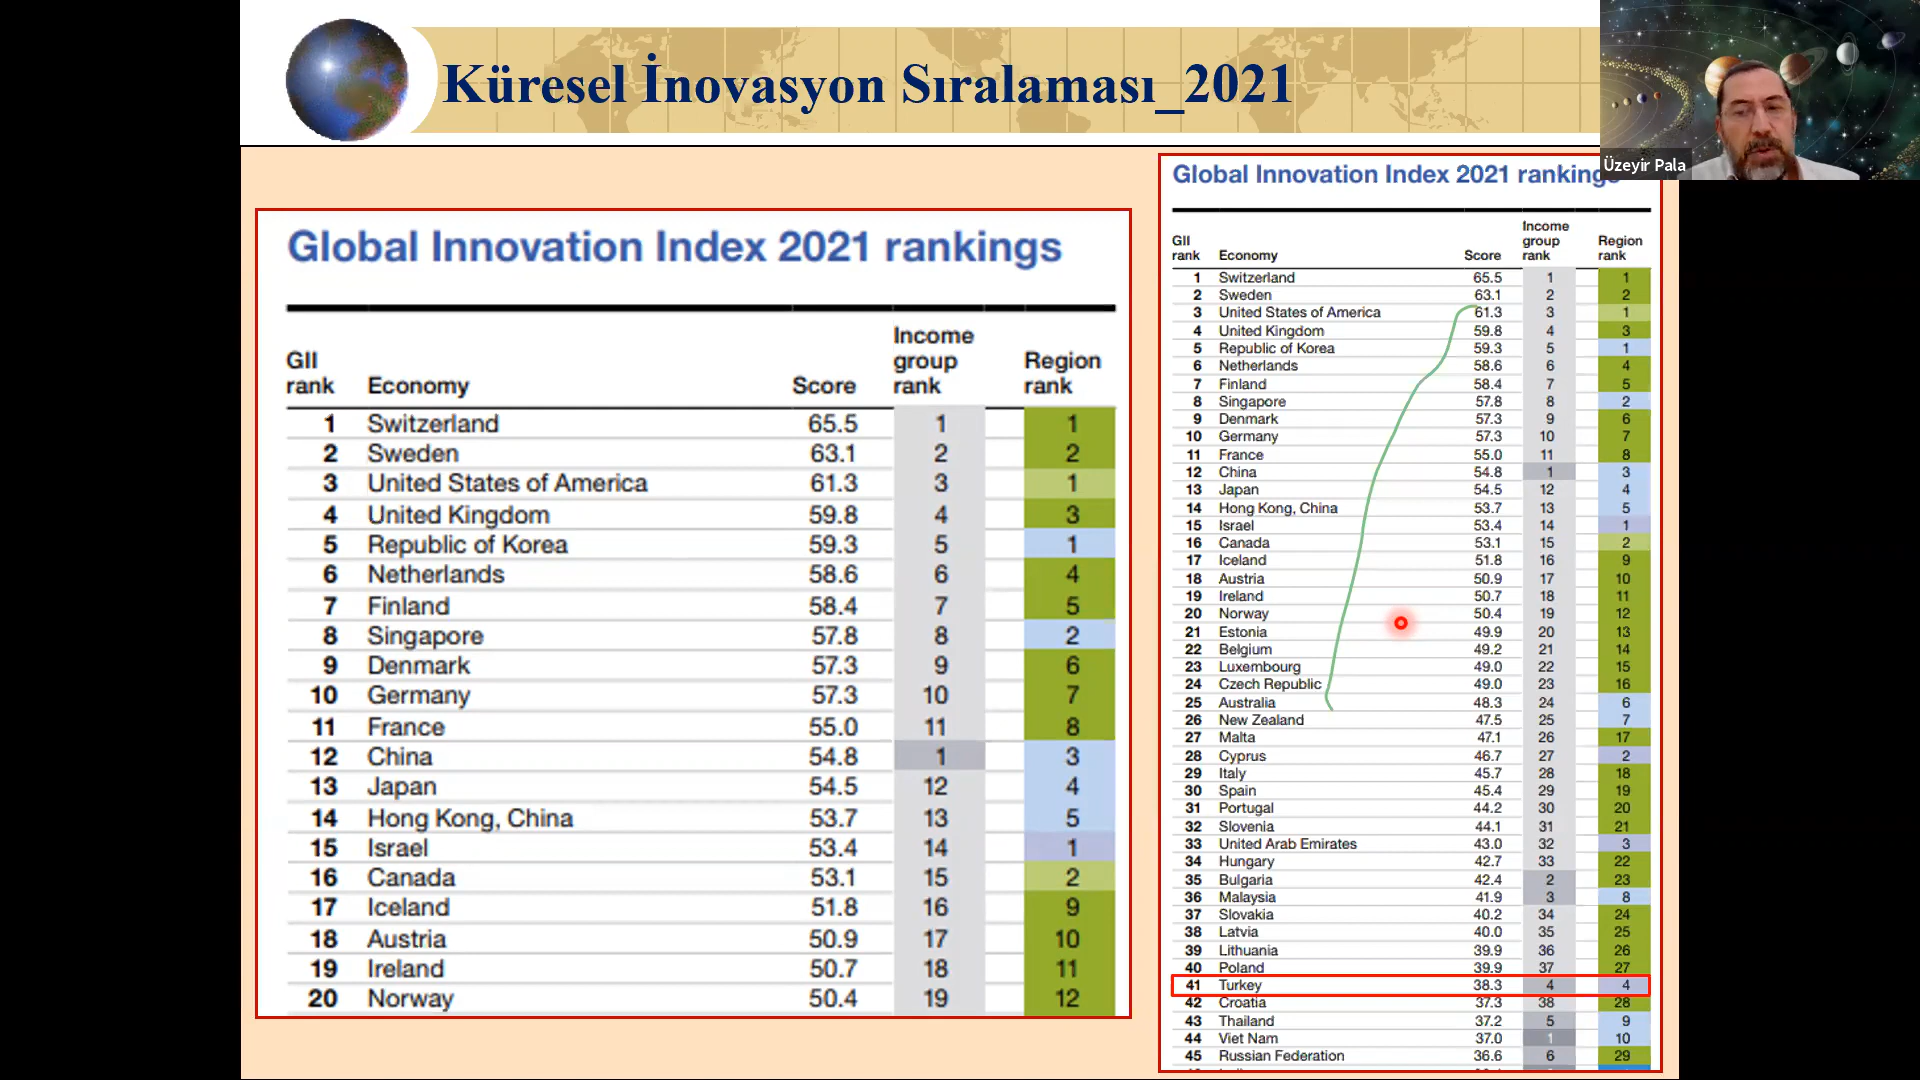 Küresel İnovasyon Sıralaması_2021
Üzeyir Pala
Global Innovation Index 2021 rankings
GII rank Economy Score Income group rank Region rank
1 Switzerland 65.5 1 1
2 Sweden 63.1 2 2
3 United States of America 61.3 3 1
4 United Kingdom 59.8 4 3
5 Republic of Korea 59.3 5 1
6 Netherlands 58.6 6 4
7 Finland 58.4 7 5
8 Singapore 57.8 8 2
9 Denmark 57.3 9 6
10 Germany 57.3 10 7
11 France 55.0 11 8
12 China 54.8 1 3
13 Japan 54.5 12 4
14 Hong Kong, China 53.7 13 5
15 Israel 53.4 14 1
16 Canada 53.1 15 2
17 Iceland 51.8 16 9
18 Austria 50.9 17 10
19 Ireland 50.7 18 11
20 Norway 50.4 19 12
Global Innovation Index 2021 rankings
GII rank Economy Score Income group rank Region rank
1 Switzerland 65.5 1 1
2 Sweden 63.1 2 2
3 United States of America 61.3 3 1
4 United Kingdom 59.8 4 3
5 Republic of Korea 59.3 5 1
6 Netherlands 58.6 6 4
7 Finland 58.4 7 5
8 Singapore 57.8 8 2
9 Denmark 57.3 9 6
10 Germany 57.3 10 7
11 France 55.0 11 8
12 China 54.8 1 3
13 Japan 54.5 12 4
14 Hong Kong, China 53.7 13 5
15 Israel 53.4 14 1
16 Canada 53.1 15 2
17 Iceland 51.8 16 9
18 Austria 50.9 17 10
19 Ireland 50.7 18 11
20 Norway 50.4 19 12
21 Estonia 49.9 20 13
22 Belgium 49.2 21 14
23 Luxembourg 49.0 22 15
24 Czech Republic 49.0 23 16
25 Australia 48.3 24 6
26 New Zealand 47.5 25 7
27 Malta 47.1 26 17
28 Cyprus 46.7 27 2
29 Italy 45.7 28 18
30 Spain 45.4 29 19
31 Portugal 44.2 30 20
32 Slovenia 44.1 31 21
33 United Arab Emirates 43.0 32 3
34 Hungary 42.7 33 22
35 Bulgaria 42.4 2 23
36 Malaysia 41.9 3 8
37 Slovakia 40.2 34 24
38 Latvia 40.0 35 25
39 Lithuania 39.9 36 26
40 Poland 39.9 37 27
41 Turkey 38.3 4 4
42 Croatia 37.3 38 28
43 Thailand 37.2 5 9
44 Viet Nam 37.0 1 10
45 Russian Federation 36.6 6 29